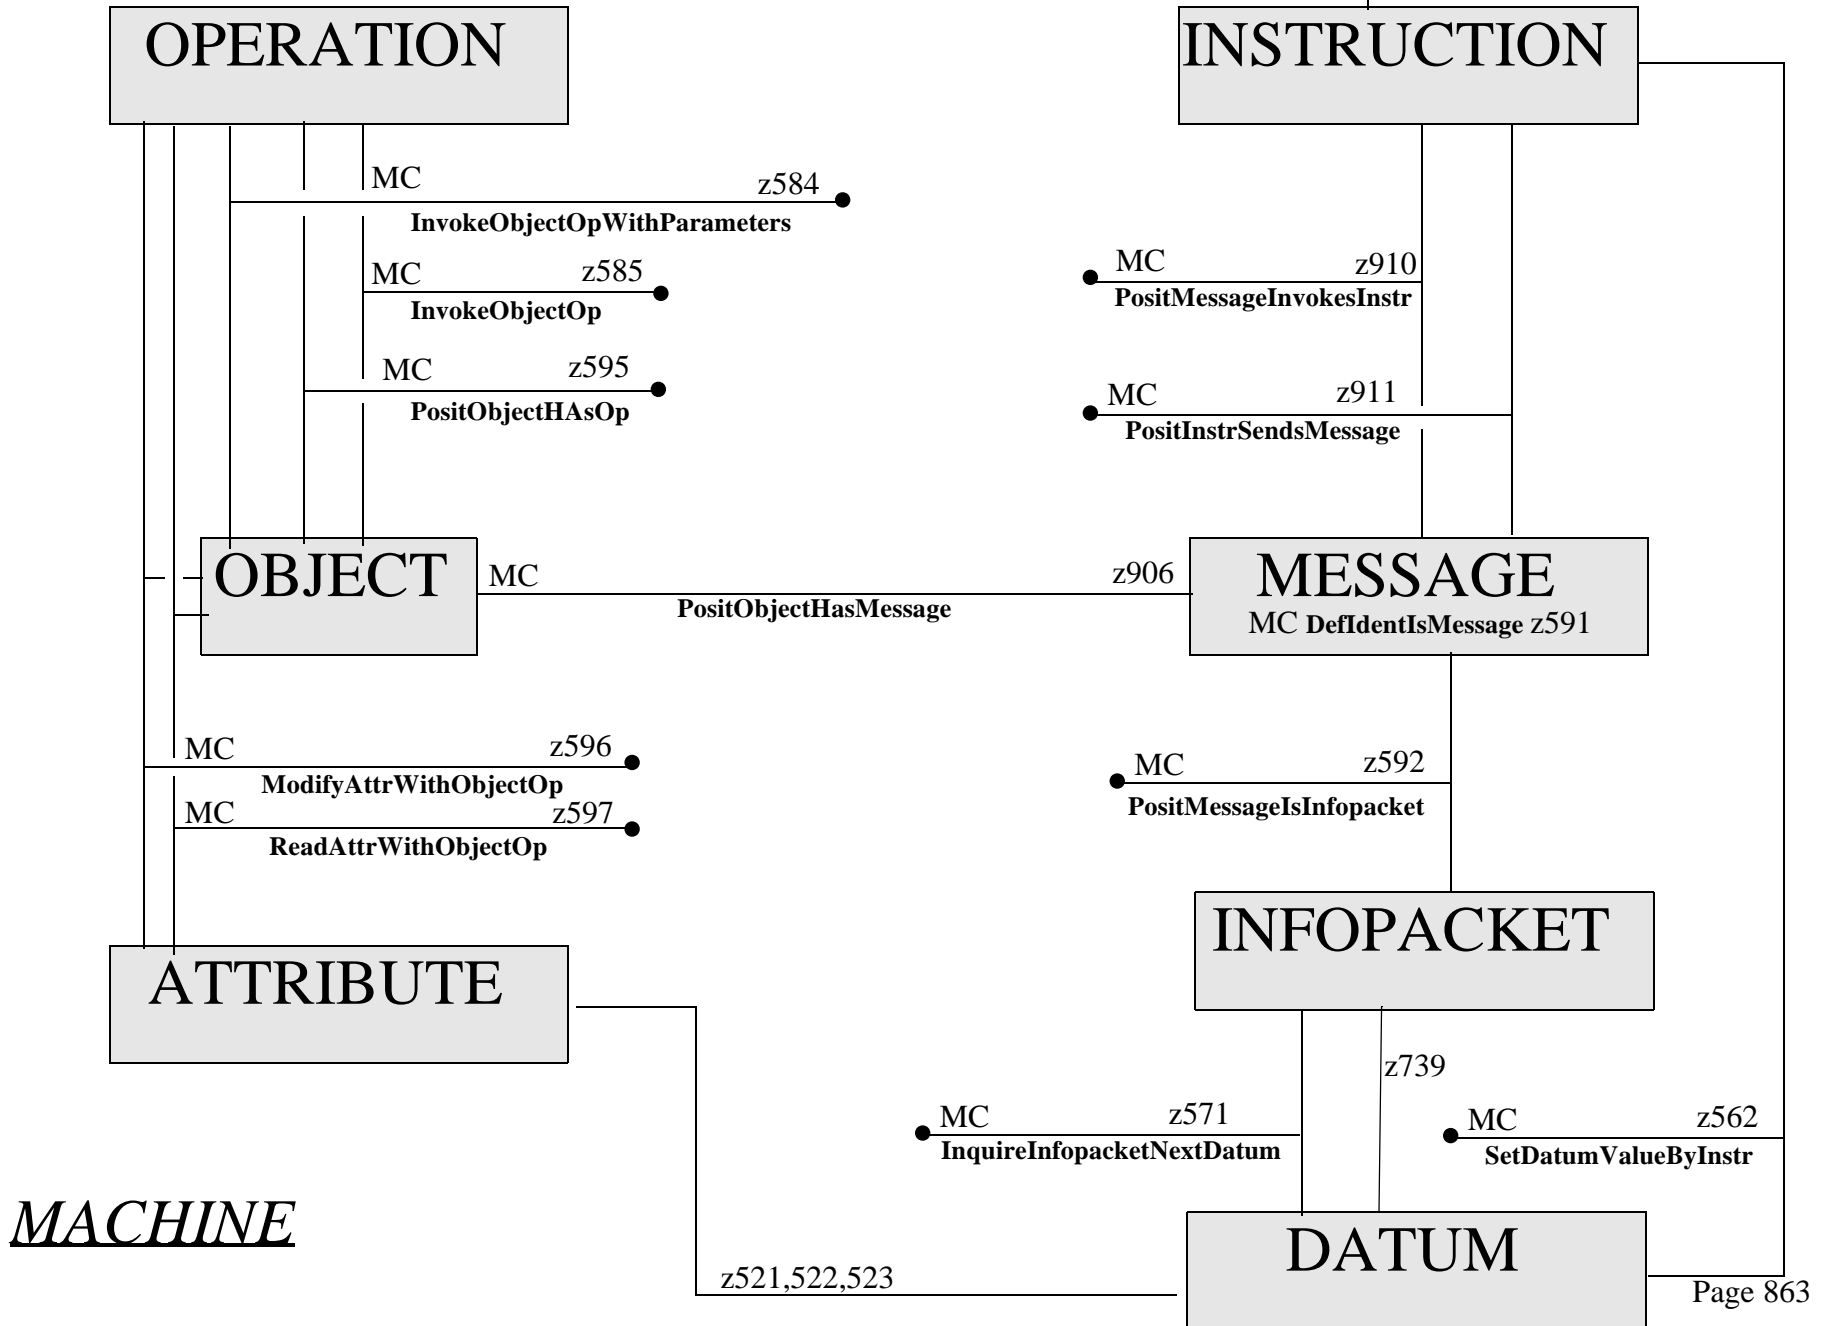 OPERATION
INSTRUCTION
MC z584
InvokeObjectOpWithParameters
MC z585
InvokeObjectOp
MC z910
PositMessageInvokesInstr
MC z595
PositObjectHAsOp
MC z911
PositInstrSendsMessage
OBJECT
MC z906
PositObjectHasMessage
MESSAGE
MC DefIdentIsMessage z591
MC z596
ModifyAttrWithObjectOp
MC z597
ReadAttrWithObjectOp
MC z592
PositMessageIsInfopacket
INFOPACKET
ATTRIBUTE
z739
MC z571
InquireInfopacketNextDatum
MC z562
SetDatumValueByInstr
MACHINE
DATUM
z521,522,523
Page 863